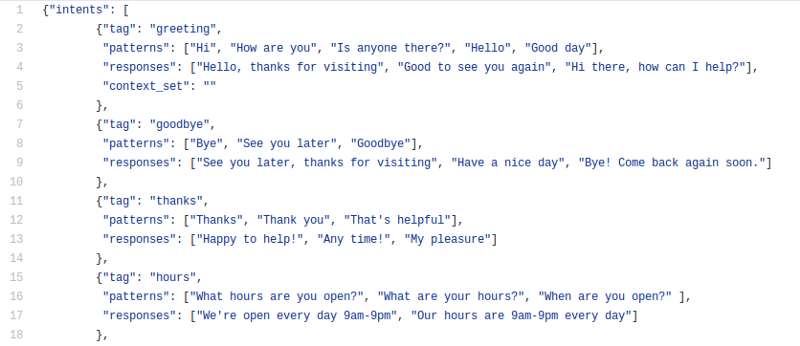 1 {"intents": [
2 {"tag": "greeting",
3 "patterns": ["Hi", "How are you", "Is anyone there?", "Hello", "Good day"],
4 "responses": ["Hello, thanks for visiting", "Good to see you again", "Hi there, how can I help?"],
5 "context_set": ""
6 },
7 {"tag": "goodbye",
8 "patterns": ["Bye", "See you later", "Goodbye"],
9 "responses": ["See you later, thanks for visiting", "Have a nice day", "Bye! Come back again soon."]
10 },
11 {"tag": "thanks",
12 "patterns": ["Thanks", "Thank you", "That's helpful"],
13 "responses": ["Happy to help!", "Any time!", "My pleasure"]
14 },
15 {"tag": "hours",
16 "patterns": ["What hours are you open?", "What are your hours?", "When are you open?" ],
17 "responses": ["We're open every day 9am-9pm", "Our hours are 9am-9pm every day"]
18 },